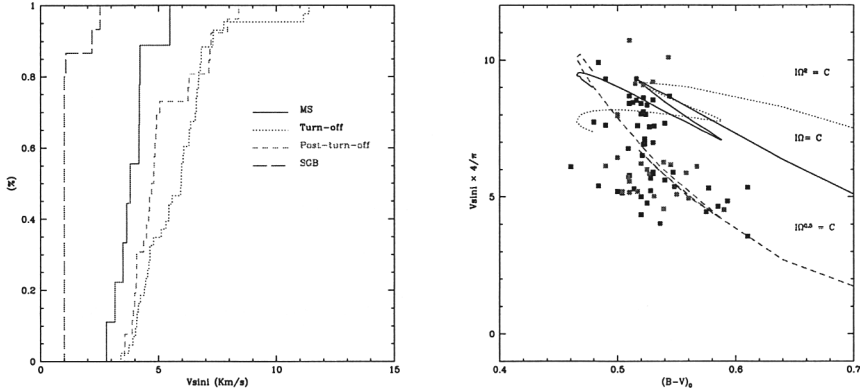 1
0.8
0.6
0.4
0.2
0
(%)
MS
Turn-off
Post-turn-off
SGB
0
5
10
15
Vsini (Km/s)
10
5
0
Vsini × 4/π
IΩ² = C
IΩ = C
IΩ⁰·⁵ = C
0.4
0.5
0.6
0.7
(B-V)₀